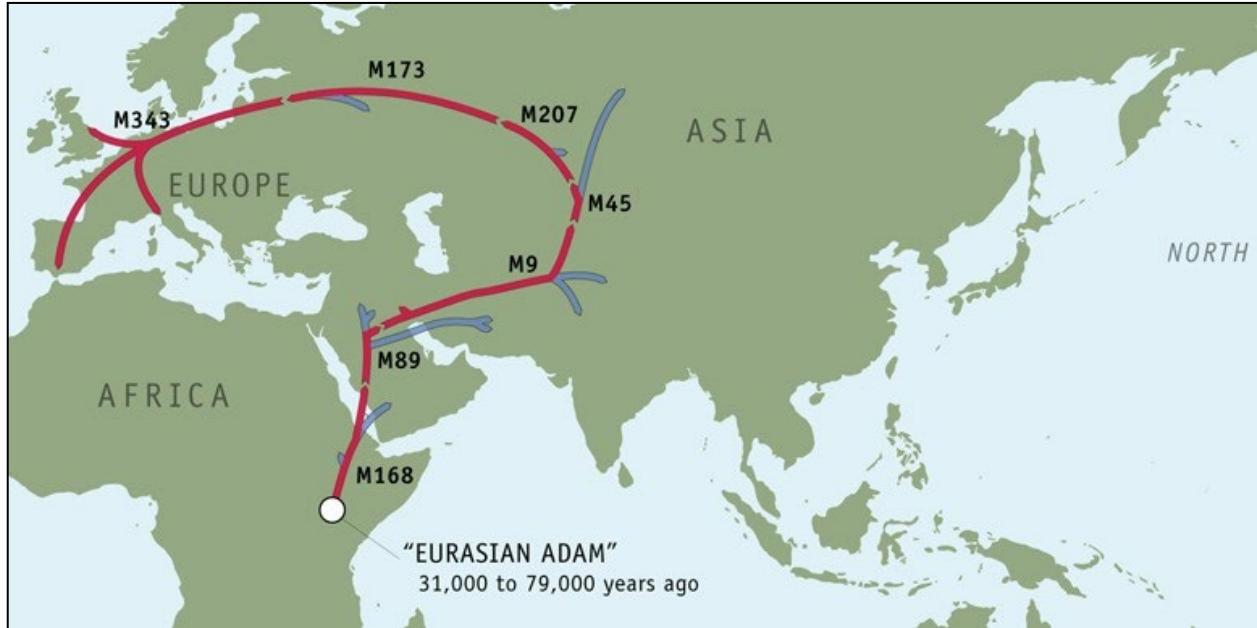 M173
M343
M207
ASIA
EUROPE
M45
NORTH
M9
M89
AFRICA
M168
"EURASIAN ADAM"
31,000 to 79,000 years ago